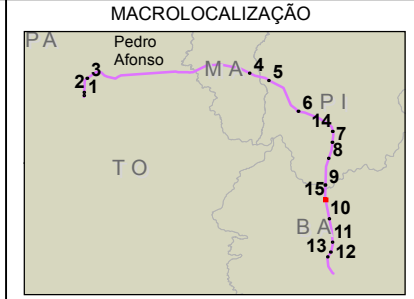 MACROLOCALIZAÇÃO
PA
Pedro
Afonso
MA
3
4
5
2
1
6
PI
14
7
8
TO
9
15
10
BA
11
13
12